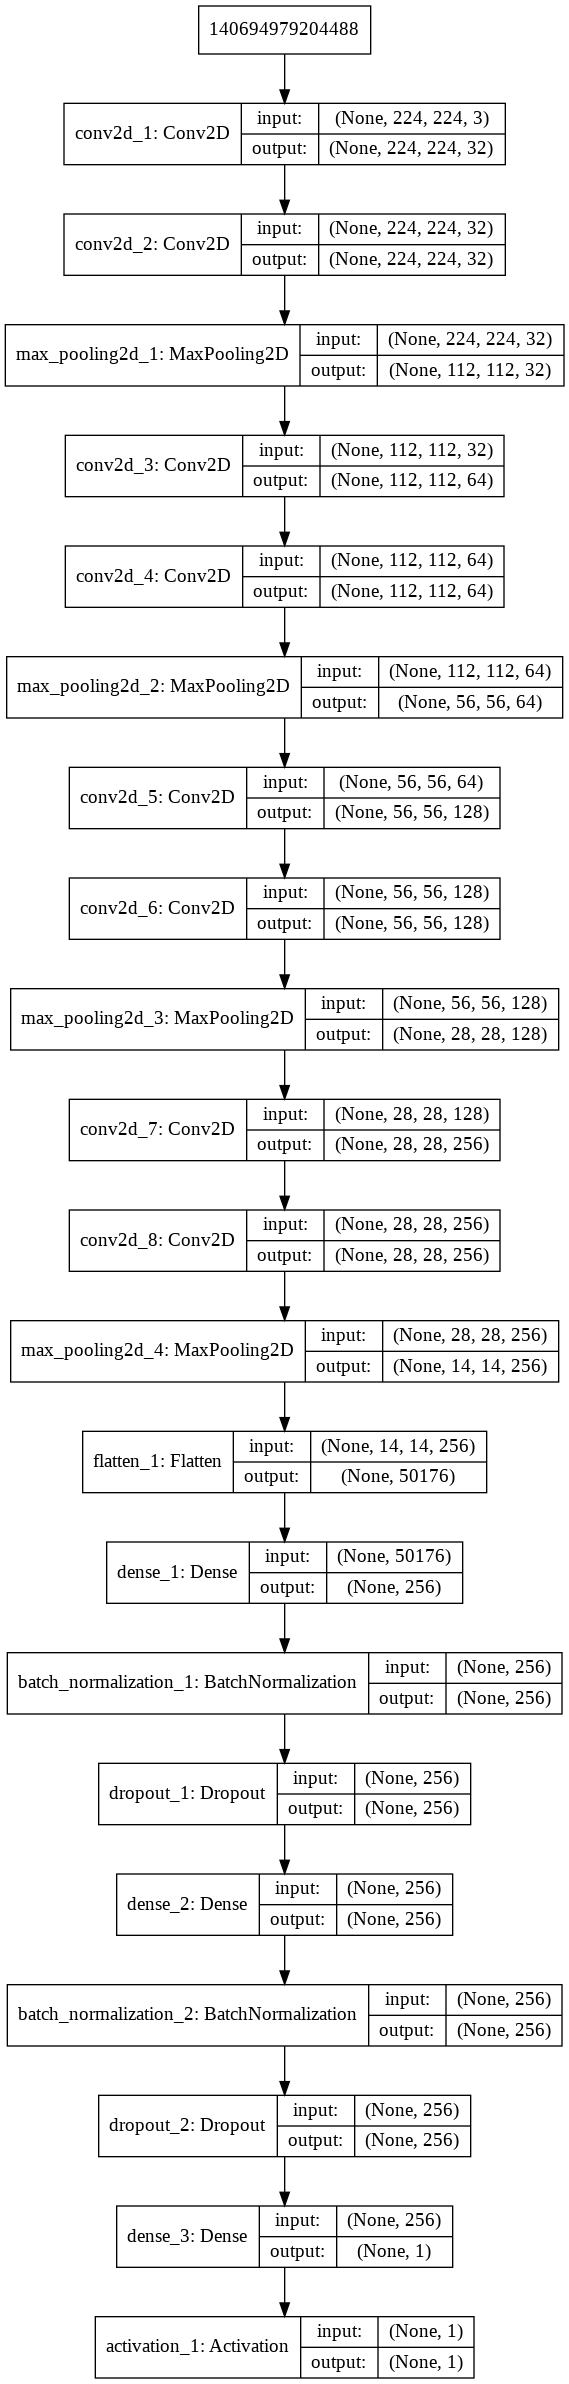 140694979204488
conv2d_1: Conv2D
input: (None, 224, 224, 3)
output: (None, 224, 224, 32)
conv2d_2: Conv2D
input: (None, 224, 224, 32)
output: (None, 224, 224, 32)
max_pooling2d_1: MaxPooling2D
input: (None, 224, 224, 32)
output: (None, 112, 112, 32)
conv2d_3: Conv2D
input: (None, 112, 112, 32)
output: (None, 112, 112, 64)
conv2d_4: Conv2D
input: (None, 112, 112, 64)
output: (None, 112, 112, 64)
max_pooling2d_2: MaxPooling2D
input: (None, 112, 112, 64)
output: (None, 56, 56, 64)
conv2d_5: Conv2D
input: (None, 56, 56, 64)
output: (None, 56, 56, 128)
conv2d_6: Conv2D
input: (None, 56, 56, 128)
output: (None, 56, 56, 128)
max_pooling2d_3: MaxPooling2D
input: (None, 56, 56, 128)
output: (None, 28, 28, 128)
conv2d_7: Conv2D
input: (None, 28, 28, 128)
output: (None, 28, 28, 256)
conv2d_8: Conv2D
input: (None, 28, 28, 256)
output: (None, 28, 28, 256)
max_pooling2d_4: MaxPooling2D
input: (None, 28, 28, 256)
output: (None, 14, 14, 256)
flatten_1: Flatten
input: (None, 14, 14, 256)
output: (None, 50176)
dense_1: Dense
input: (None, 50176)
output: (None, 256)
batch_normalization_1: BatchNormalization
input: (None, 256)
output: (None, 256)
dropout_1: Dropout
input: (None, 256)
output: (None, 256)
dense_2: Dense
input: (None, 256)
output: (None, 256)
batch_normalization_2: BatchNormalization
input: (None, 256)
output: (None, 256)
dropout_2: Dropout
input: (None, 256)
output: (None, 256)
dense_3: Dense
input: (None, 256)
output: (None, 1)
activation_1: Activation
input: (None, 1)
output: (None, 1)